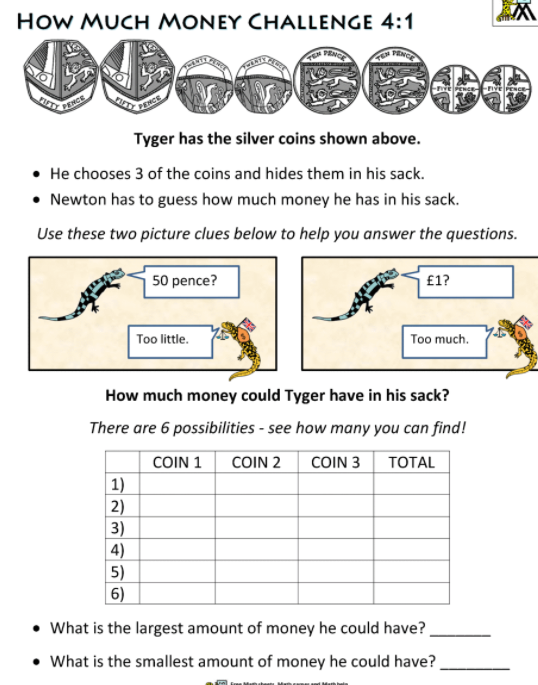 HOW MUCH MONEY CHALLENGE 4:1
FIFTY PENCE FIFTY PENCE TWENTY PENCE TWENTY PENCE TEN PENCE TEN PENCE FIVE PENCE FIVE PENCE
Tyger has the silver coins shown above.
• He chooses 3 of the coins and hides them in his sack.
• Newton has to guess how much money he has in his sack.
Use these two picture clues below to help you answer the questions.
50 pence?
Too little.
£1?
Too much.
How much money could Tyger have in his sack?
There are 6 possibilities - see how many you can find!
COIN 1 COIN 2 COIN 3 TOTAL
1)
2)
3)
4)
5)
6)
• What is the largest amount of money he could have? ______
• What is the smallest amount of money he could have? ________